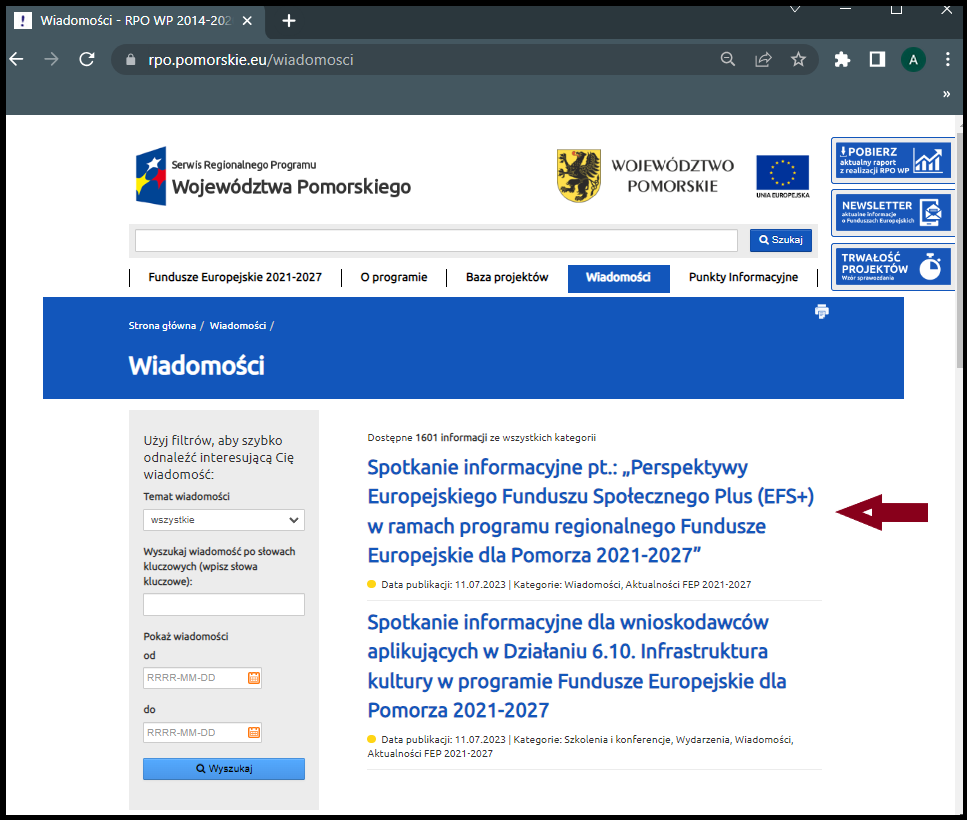 Wiadomości - RPO WP 2014-202
rpo.pomorskie.eu/wiadomosci
A
»
Serwis Regionalnego Programu
Województwa Pomorskiego
WOJEWÓDZTWO
POMORSKIE
UNIA EUROPEJSKA
POBIERZ
aktualny raport
z realizacji RPO WP
NEWSLETTER
aktualne informacje
o Funduszach Europejskich
TRWAŁOŚĆ
PROJEKTÓW
Wzór sprawozdania
Szukaj
Fundusze Europejskie 2021-2027
O programie
Baza projektów
Wiadomości
Punkty Informacyjne
Strona główna / Wiadomości /
Wiadomości
Użyj filtrów, aby szybko
odnaleźć interesującą Cię
wiadomość:
Temat wiadomości
wszystkie
Wyszukaj wiadomość po słowach
kluczowych (wpisz słowa
kluczowe):
Pokaż wiadomości
od
RRRR-MM-DD
do
RRRR-MM-DD
Wyszukaj
Dostępne 1601 informacji ze wszystkich kategorii
Spotkanie informacyjne pt.: „Perspektywy
Europejskiego Funduszu Społecznego Plus (EFS+)
w ramach programu regionalnego Fundusze
Europejskie dla Pomorza 2021-2027”
Data publikacji: 11.07.2023 | Kategorie: Wiadomości, Aktualności FEP 2021-2027
Spotkanie informacyjne dla wnioskodawców
aplikujących w Działaniu 6.10. Infrastruktura
kultury w programie Fundusze Europejskie dla
Pomorza 2021-2027
Data publikacji: 11.07.2023 | Kategorie: Szkolenia i konferencje, Wydarzenia, Wiadomości,
Aktualności FEP 2021-2027